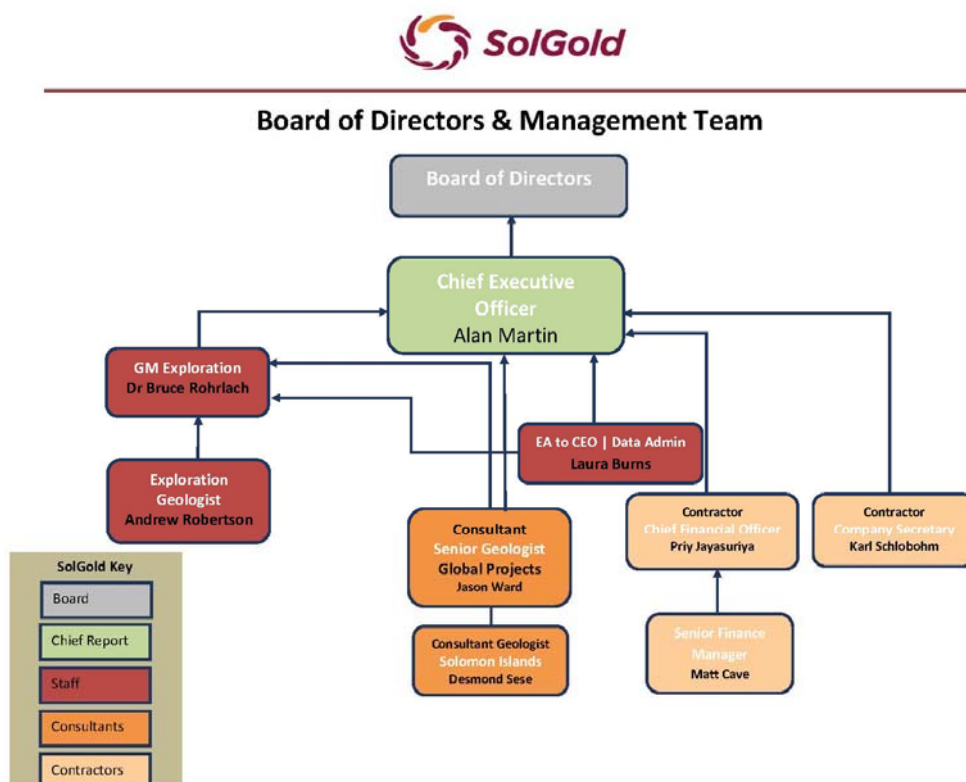 SolGold
Board of Directors & Management Team
Board of Directors
Chief Executive
Officer
Alan Martin
GM Exploration
Dr Bruce Rohrlach
EA to CEO | Data Admin
Laura Burns
Exploration
Geologist
Andrew Robertson
Consultant
Senior Geologist
Global Projects
Jason Ward
Contractor
Chief Financial Officer
Priy Jayasuriya
Contractor
Company Secretary
Karl Schlobohm
Consultant Geologist
Solomon Islands
Desmond Sese
Senior Finance
Manager
Matt Cave
SolGold Key
Board
Chief Report
Staff
Consultants
Contractors